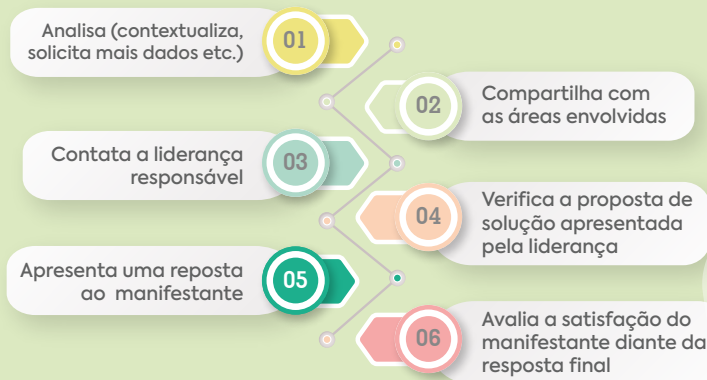 01
Analisa (contextualiza,
solicita mais dados etc.)
02
Compartilha com
as áreas envolvidas
03
Contata a liderança
responsável
04
Verifica a proposta de
solução apresentada
pela liderança
05
Apresenta uma reposta
ao manifestante
06
Avalia a satisfação do
manifestante diante da
resposta final